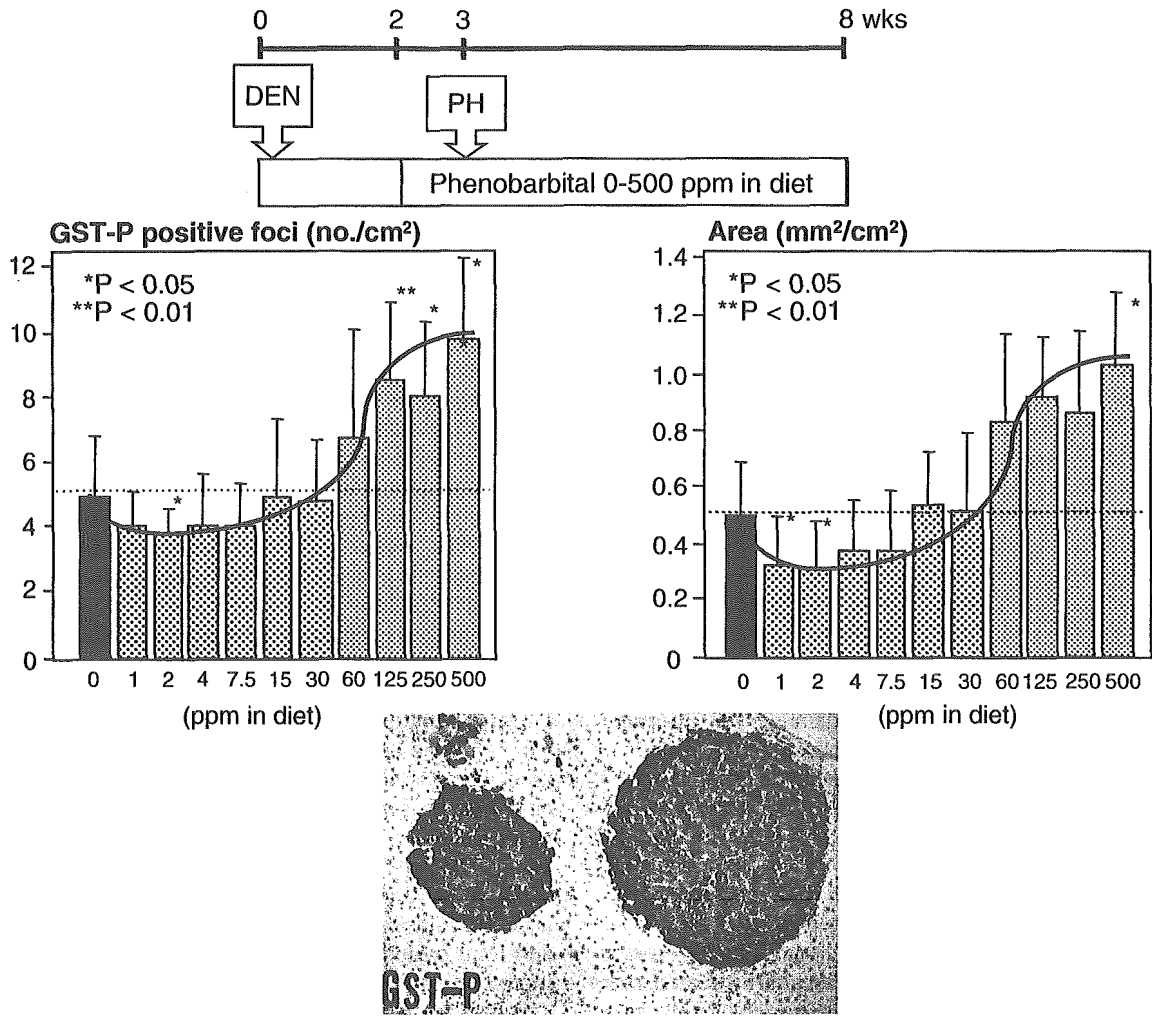 0 2 3 8 wks
DEN
PH
Phenobarbital 0-500 ppm in diet
GST-P positive foci (no./cm²)
12
10
8
6
4
2
0
*P < 0.05
**P < 0.01
*
**
*
*
0 1 2 4 7.5 15 30 60 125 250 500
(ppm in diet)
Area (mm²/cm²)
1.4
1.2
1.0
0.8
0.6
0.4
0.2
0
*P < 0.05
**P < 0.01
*
*
*
0 1 2 4 7.5 15 30 60 125 250 500
(ppm in diet)
GST-P